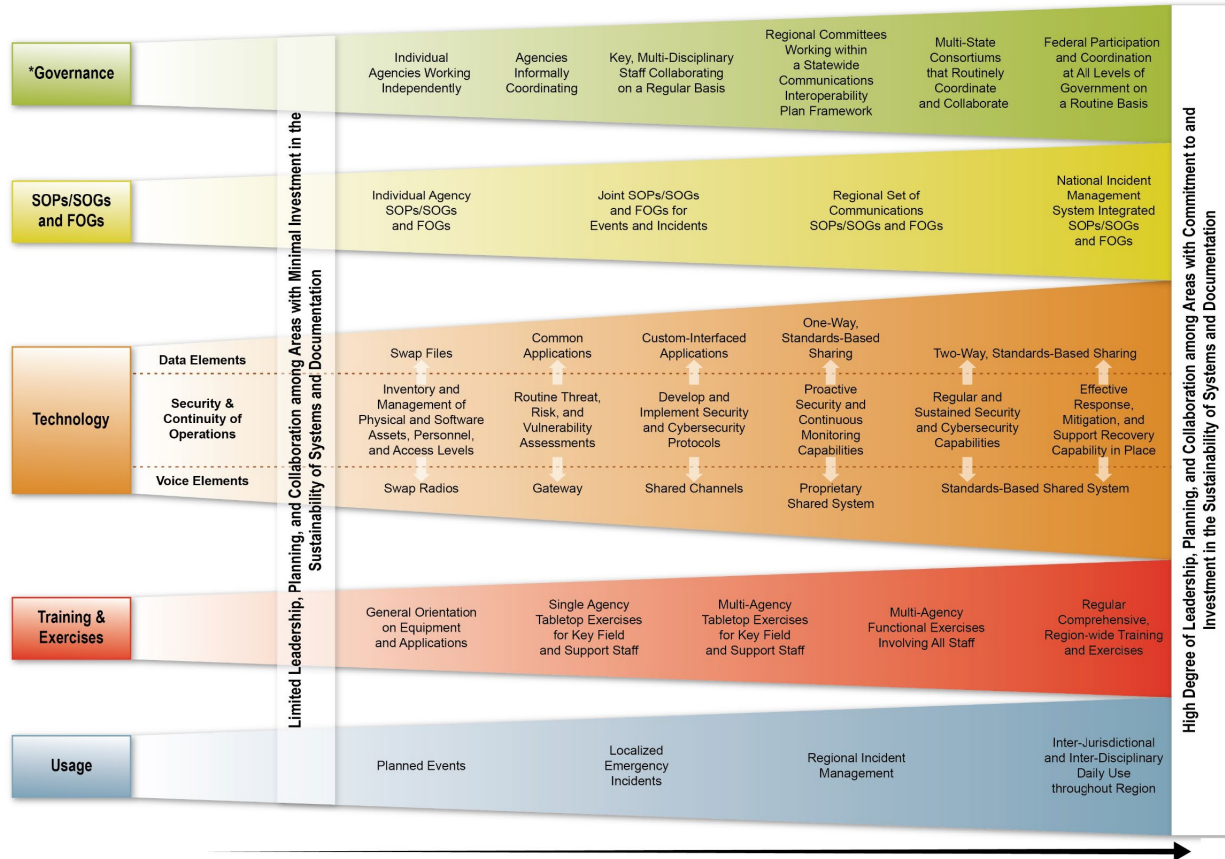 *Governance
Individual
Agencies Working
Independently
Agencies
Informally
Coordinating
Key, Multi-Disciplinary
Staff Collaborating
on a Regular Basis
Regional Committees
Working within
a Statewide
Communications
Interoperability
Plan Framework
Multi-State
Consortiums
that Routinely
Coordinate
and Collaborate
Federal Participation
and Coordination
at All Levels of
Government on
a Routine Basis
SOPs/SOGs
and FOGs
Individual Agency
SOPs/SOGs
and FOGs
Joint SOPs/SOGs
and FOGs for
Events and Incidents
Regional Set of
Communications
SOPs/SOGs and FOGs
National Incident
Management
System Integrated
SOPs/SOGs
and FOGs
Technology
Data Elements
Swap Files
Common
Applications
Custom-Interfaced
Applications
One-Way,
Standards-Based
Sharing
Two-Way, Standards-Based Sharing
Security &
Continuity of
Operations
Inventory and
Management of
Physical and Software
Assets, Personnel,
and Access Levels
Routine Threat,
Risk, and
Vulnerability
Assessments
Develop and
Implement Security
and Cybersecurity
Protocols
Proactive
Security and
Continuous
Monitoring
Capabilities
Regular and
Sustained Security
and Cybersecurity
Capabilities
Effective
Response,
Mitigation, and
Support Recovery
Capability in Place
Voice Elements
Swap Radios
Gateway
Shared Channels
Proprietary
Shared System
Standards-Based Shared System
Training &
Exercises
General Orientation
on Equipment
and Applications
Single Agency
Tabletop Exercises
for Key Field
and Support Staff
Multi-Agency
Tabletop Exercises
for Key Field
and Support Staff
Multi-Agency
Functional Exercises
Involving All Staff
Regular
Comprehensive,
Region-wide Training
and Exercises
Usage
Planned Events
Localized
Emergency
Incidents
Regional Incident
Management
Inter-Jurisdictional
and Inter-Disciplinary
Daily Use
throughout Region
Limited Leadership, Planning, and Collaboration among Areas with Minimal Investment in the
Sustainability of Systems and Documentation
High Degree of Leadership, Planning, and Collaboration among Areas with Commitment to and
Investment in the Sustainability of Systems and Documentation